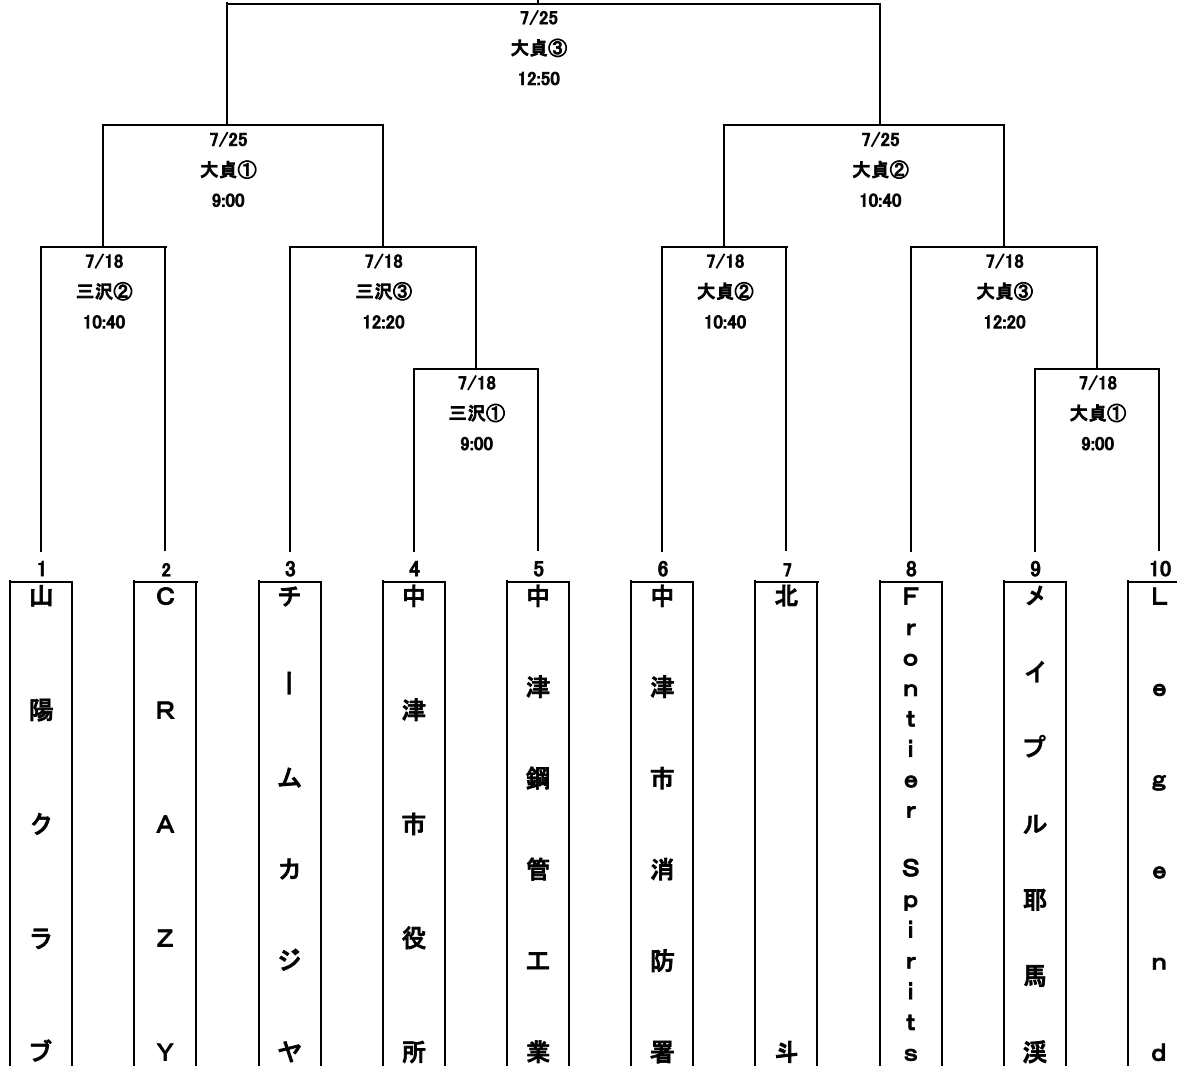 7/25
大貞③
12:50
7/25
大貞①
9:00
7/25
大貞②
10:40
7/18
三沢②
10:40
7/18
三沢③
12:20
7/18
大貞②
10:40
7/18
大貞③
12:20
7/18
三沢①
9:00
7/18
大貞①
9:00
1
山陽クラブ
2
ＣＲＡＺＹ
3
チームカジヤ
4
中津市役所
5
中津鋼管工業
6
中津市消防署
7
北斗
8
Ｆｒｏｎｔｉｅｒ Ｓｐｉｒｉｔｓ
9
メイプル耶馬溪
10
Ｌｅｇｅｎｄ